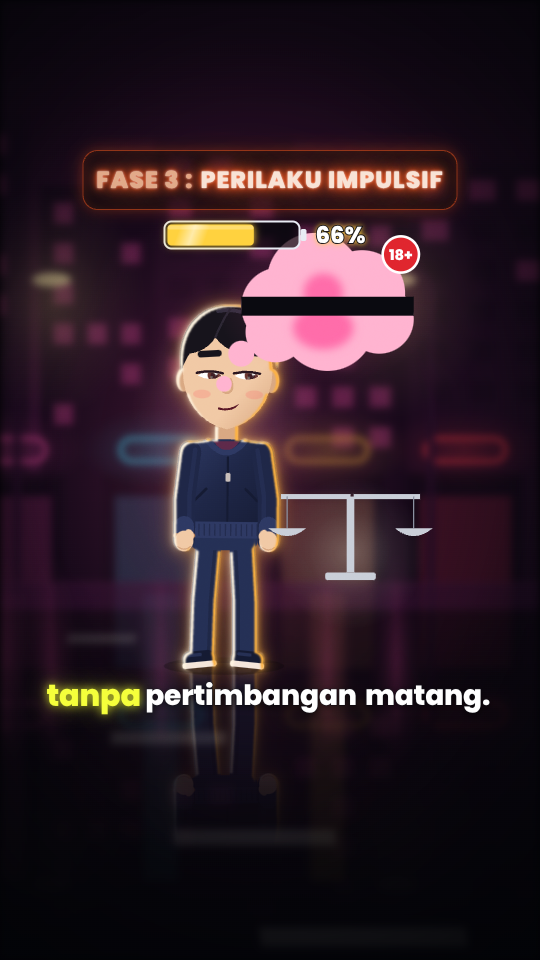 FASE 3 : PERILAKU IMPULSIF
66%
18+
tanpa pertimbangan matang.